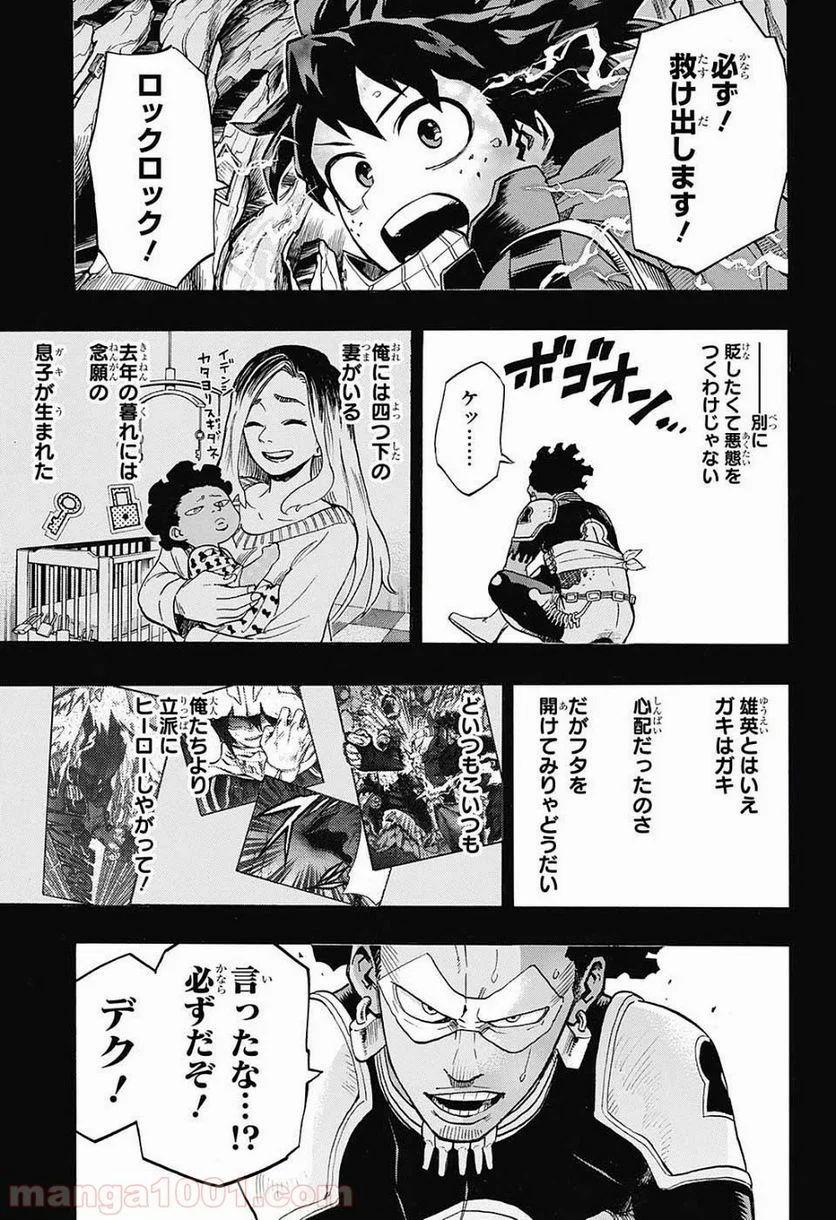 必ず！
救け出します！
ロックロック！
──別に
貶したくて悪態を
つくわけじゃない
ボゴオン‥
ケッ……
俺には四つ下の
妻がいる
イデンシ
カタヨリスギダネ
去年の暮れには
念願の
息子が生まれた
雄英とはいえ
ガキはガキ
心配だったのさ
だがフタを
開けてみりゃどうだい
どいつもこいつも
俺たちより
立派に
ヒーローしやがって！
言ったな…!?
必ずだぞ！
デク！
manga1001.com